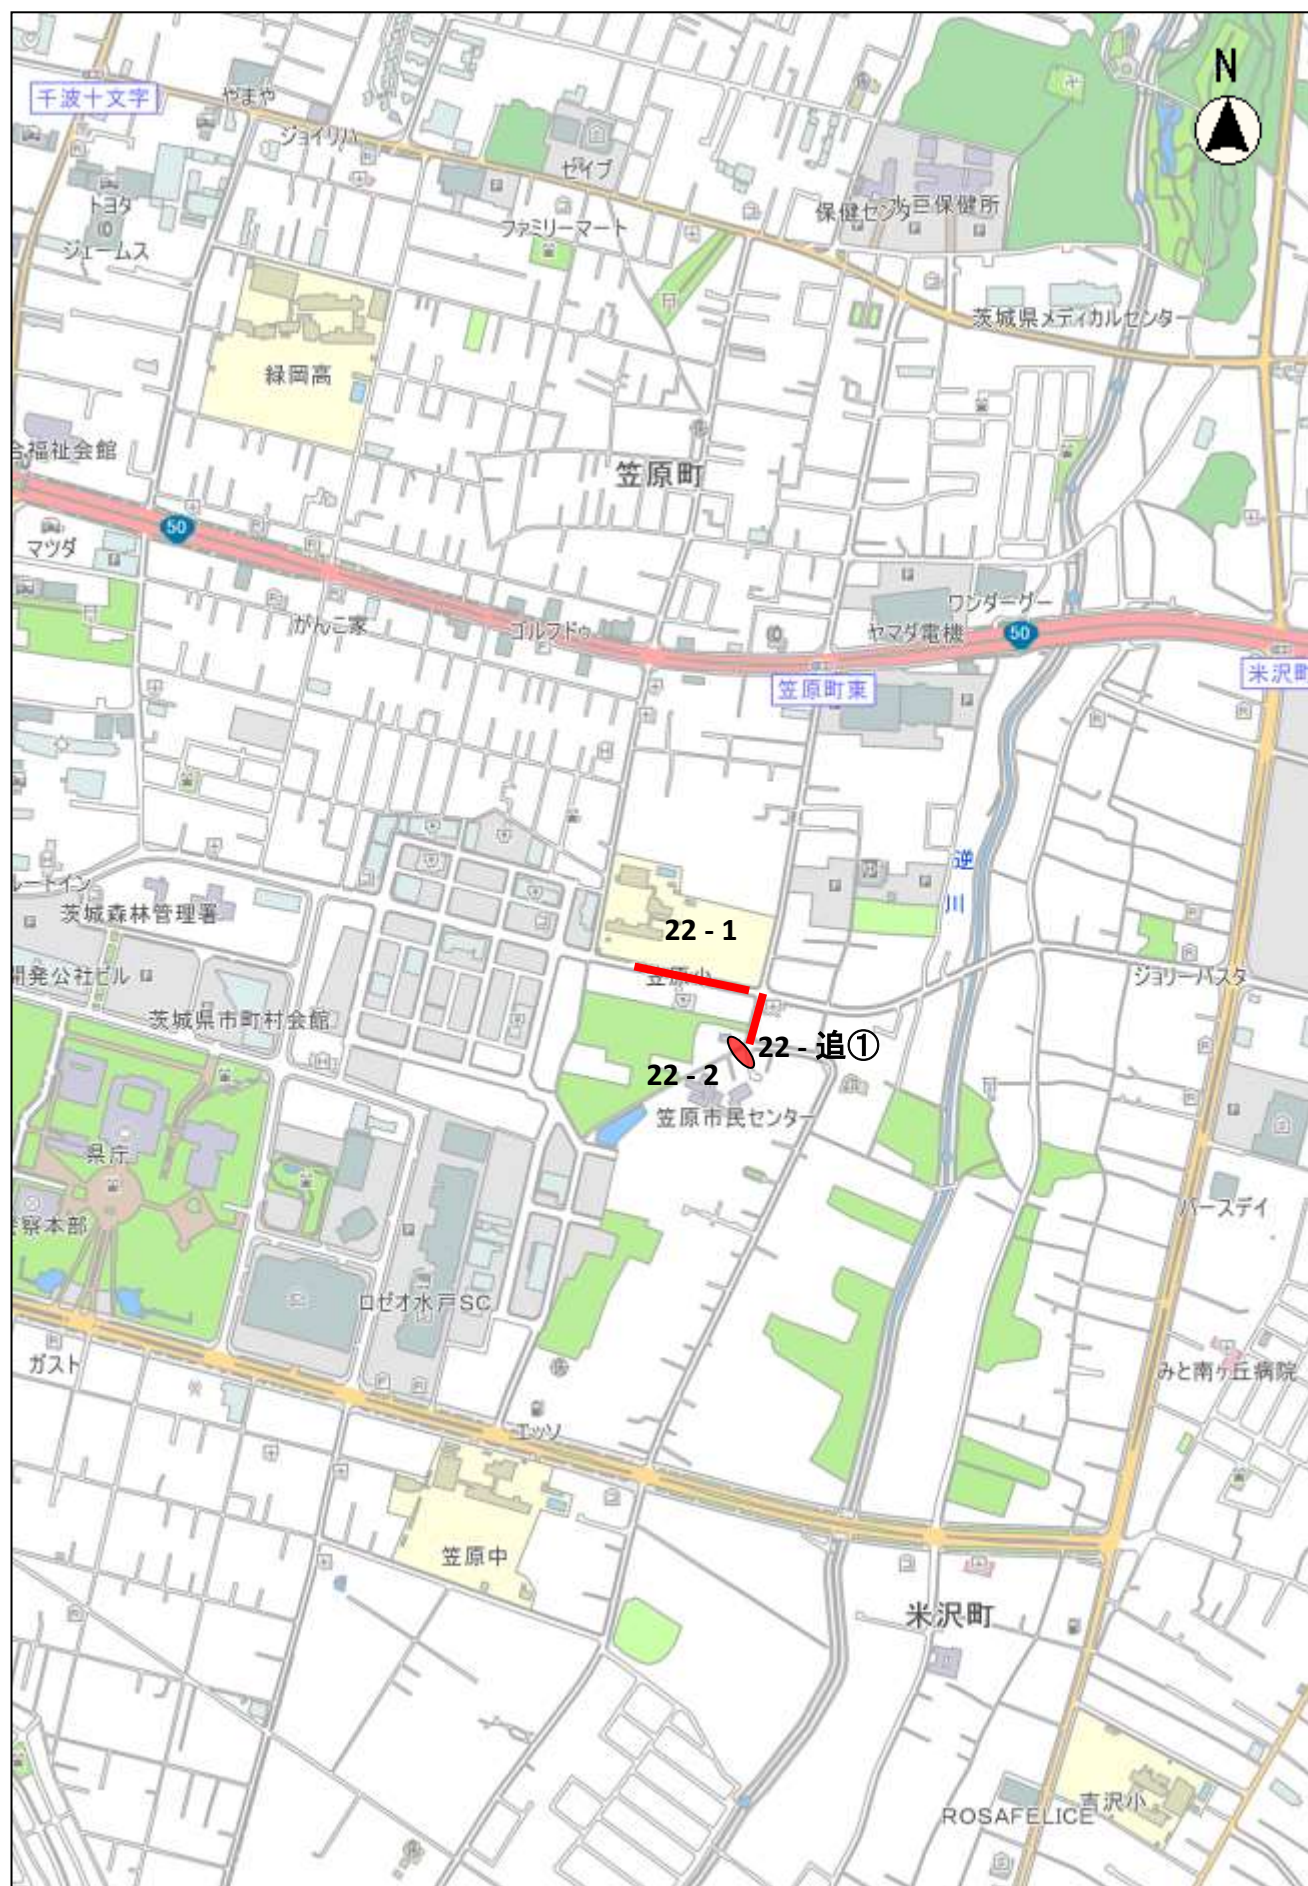 N
千波十文字
やまや
ジョイリハ
セイブ
トヨタ
ファミリーマート
保健センタ
水戸保健所
ジェームス
茨城県メディカルセンター
緑岡高
合福祉会館
笠原町
50
マツダ
がんこ家
ゴルフドゥ
ワンダーグー
ヤマダ電機
50
笠原町東
米沢町
逆川
ルートイン
茨城森林管理署
22 - 1
笠原小
開発公社ビル
ジョリーパスタ
茨城県市町村会館
22 - 追①
22 - 2
笠原市民センター
県庁
警察本部
バースデイ
ロゼオ水戸SC
ガスト
みと南ヶ丘病院
エッソ
笠原中
米沢町
ROSAFELICE
吉沢小